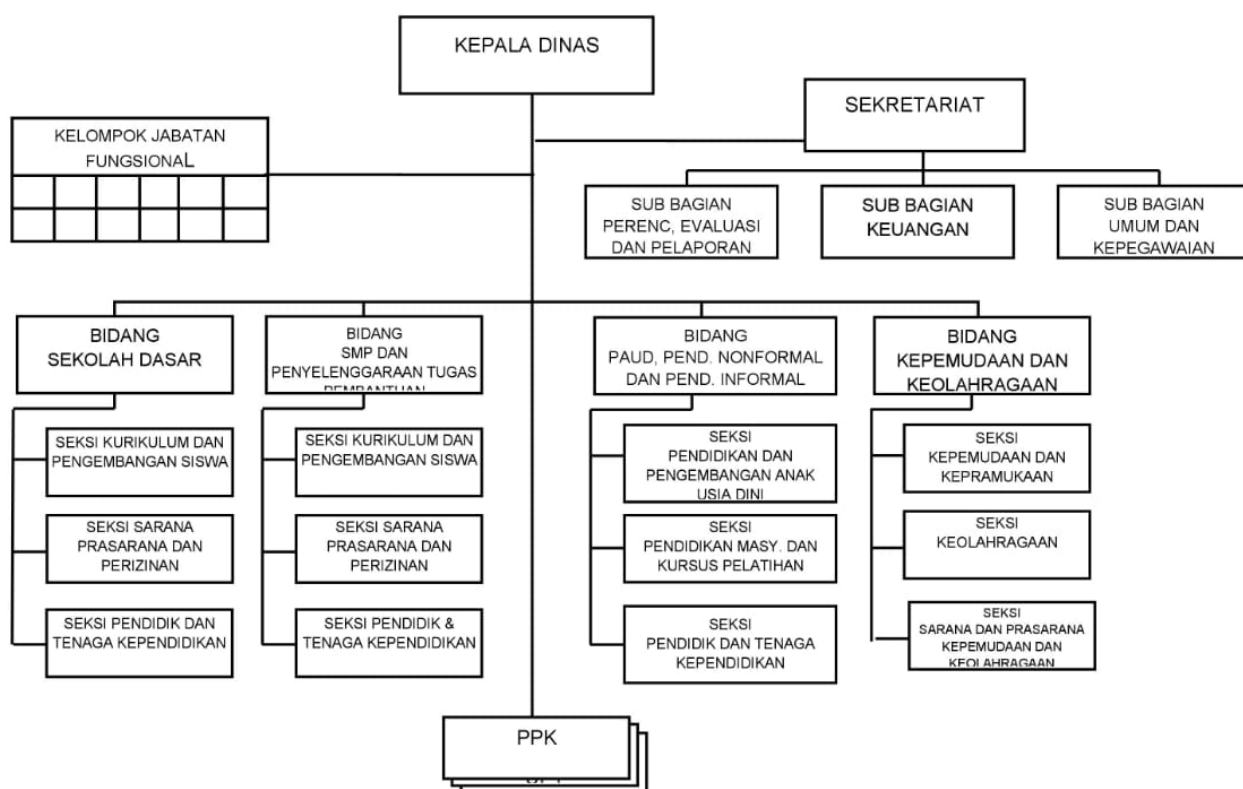 KEPALA DINAS
SEKRETARIAT
KELOMPOK JABATAN
FUNGSIONAL
SUB BAGIAN
PERENC, EVALUASI
DAN PELAPORAN
SUB BAGIAN
KEUANGAN
SUB BAGIAN
UMUM DAN
KEPEGAWAIAN
BIDANG
SEKOLAH DASAR
BIDANG
SMP DAN
PENYELENGGARAAN TUGAS
PEMBANTUAN
BIDANG
PAUD, PEND. NONFORMAL
DAN PEND. INFORMAL
BIDANG
KEPEMUDAAN DAN
KEOLAHRAGAAN
SEKSI KURIKULUM DAN
PENGEMBANGAN SISWA
SEKSI SARANA
PRASARANA DAN
PERIZINAN
SEKSI PENDIDIK DAN
TENAGA KEPENDIDIKAN
SEKSI KURIKULUM DAN
PENGEMBANGAN SISWA
SEKSI SARANA
PRASARANA DAN
PERIZINAN
SEKSI PENDIDIK &
TENAGA KEPENDIDIKAN
SEKSI
PENDIDIKAN DAN
PENGEMBANGAN ANAK
USIA DINI
SEKSI
PENDIDIKAN MASY. DAN
KURSUS PELATIHAN
SEKSI
PENDIDIK DAN TENAGA
KEPENDIDIKAN
SEKSI
KEPEMUDAAN DAN
KEPRAMUKAAN
SEKSI
KEOLAHRAGAAN
SEKSI
SARANA DAN PRASARANA
KEPEMUDAAN DAN
KEOLAHRAGAAN
PPK